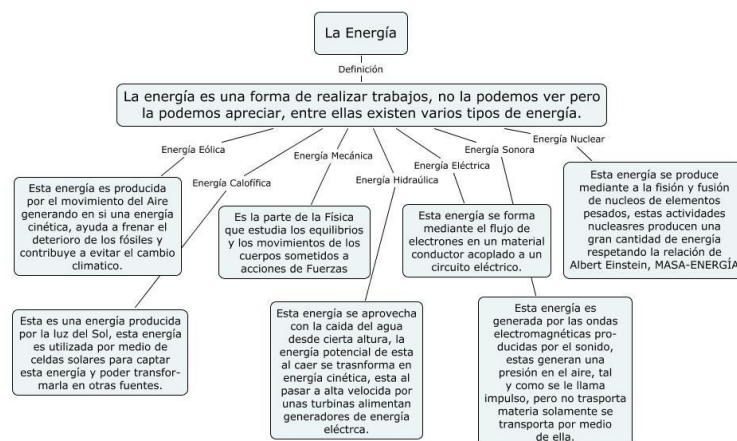 La Energía
Definición
La energía es una forma de realizar trabajos, no la podemos ver pero
la podemos apreciar, entre ellas existen varios tipos de energía.
Energía Eólica
Energía Calofífica
Energía Mecánica
Energía Hidraúlica
Energía Eléctrica
Energía Sonora
Energía Nuclear
Esta energía es producida
por el movimiento del Aire
generando en si una energía
cinética, ayuda a frenar el
deterioro de los fósiles y
contribuye a evitar el cambio
climatico.
Es la parte de la Física
que estudia los equilibrios
y los movimientos de los
cuerpos sometidos a
acciones de Fuerzas
Esta energía se forma
mediante el flujo de
electrones en un material
conductor acoplado a un
circuito eléctrico.
Esta energía se produce
mediante a la fisión y fusión
de nucleos de elementos
pesados, estas actividades
nucleasres producen una
gran cantidad de energía
respetando la relación de
Albert Einstein, MASA-ENERGÍA
Esta es una energía producida
por la luz del Sol, esta energía
es utilizada por medio de
celdas solares para captar
esta energía y poder transfor-
marla en otras fuentes.
Esta energía se aprovecha
con la caida del agua
desde cierta altura, la
energía potencial de esta
al caer se trasnforma en
energía cinética, esta al
pasar a alta velocidad por
unas turbinas alimentan
generadores de energía
eléctrca.
Esta energía es
generada por las ondas
electromagnéticas pro-
ducidas por el sonido,
estas generan una
presión en el aire, tal
y como se le llama
impulso, pero no trasporta
materia solamente se
transporta por medio
de ella.